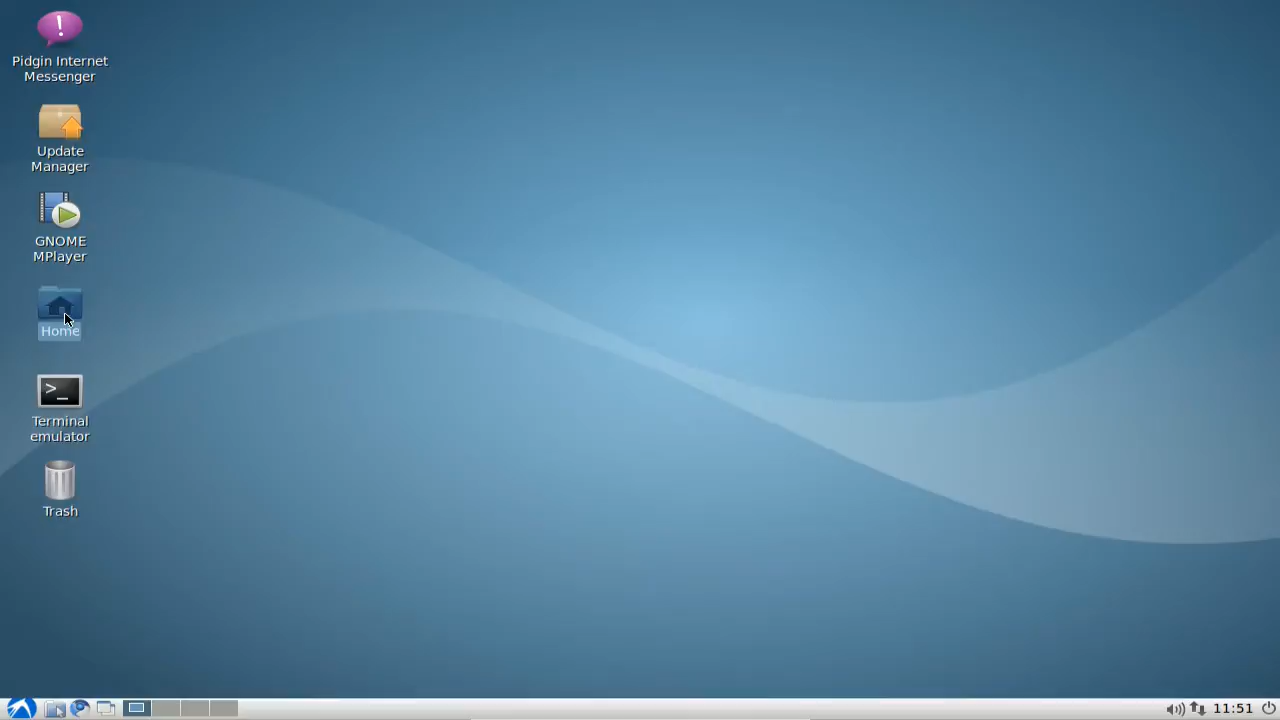 Pidgin Internet
Messenger
Update
Manager
GNOME
MPlayer
Home
>_
Terminal
emulator
Trash
11:51